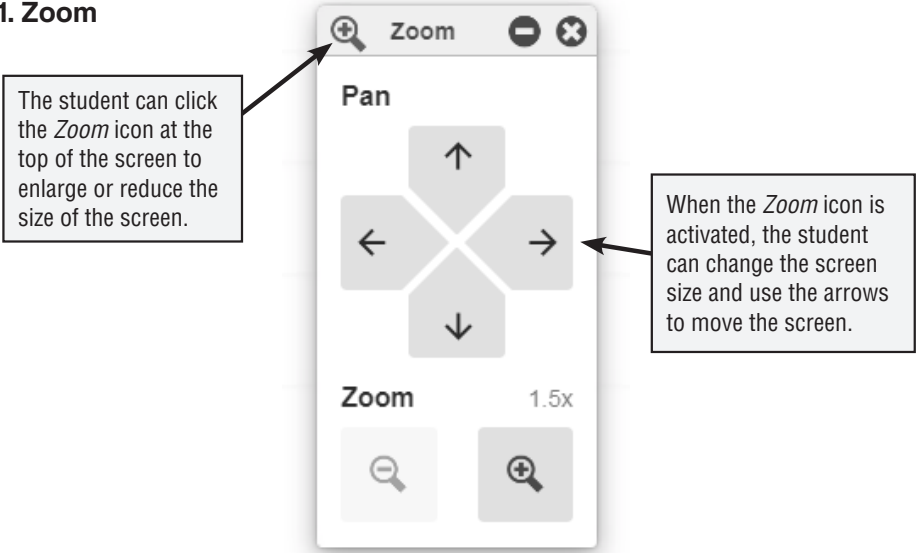 1. Zoom
Zoom
The student can click
the Zoom icon at the
top of the screen to
enlarge or reduce the
size of the screen.
Pan
When the Zoom icon is
activated, the student
can change the screen
size and use the arrows
to move the screen.
Zoom
1.5x